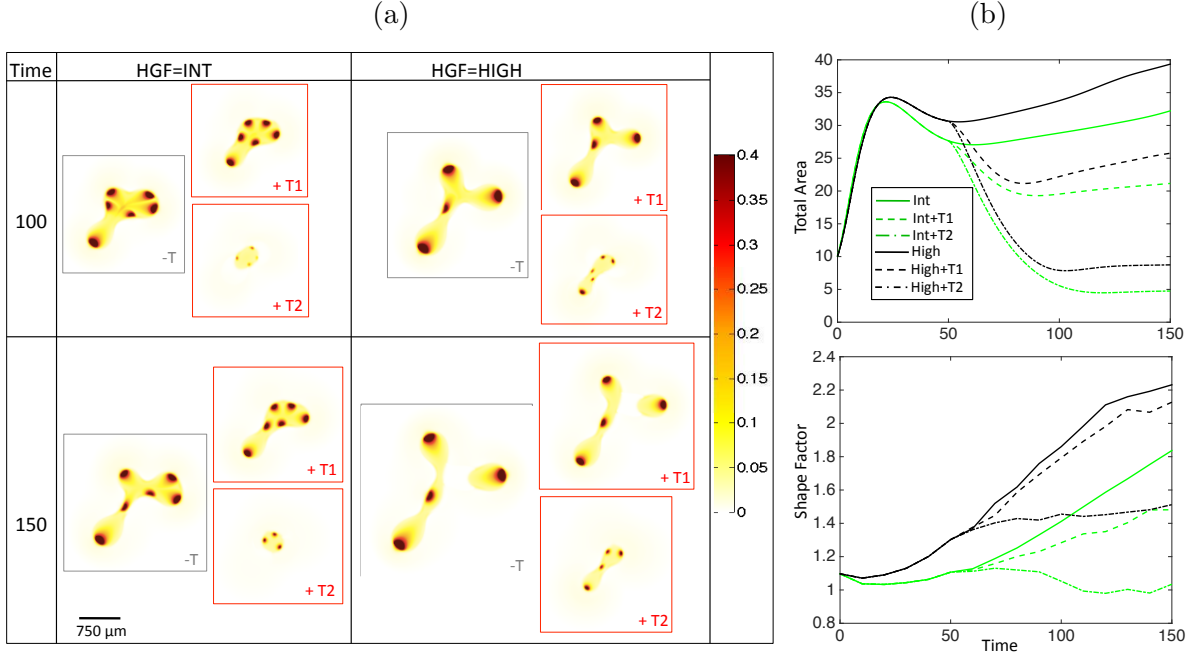 (a)
(b)
Time
HGF=INT
HGF=HIGH
100
-T
+ T1
+ T2
-T
+ T1
+ T2
150
-T
+ T1
+ T2
-T
+ T1
+ T2
750 μm
0.4
0.35
0.3
0.25
0.2
0.15
0.1
0.05
0
Total Area
40
35
30
25
20
15
10
5
0
0
50
100
150
Int
Int+T1
Int+T2
High
High+T1
High+T2
Shape Factor
2.4
2.2
2
1.8
1.6
1.4
1.2
1
0.8
0
50
100
150
Time